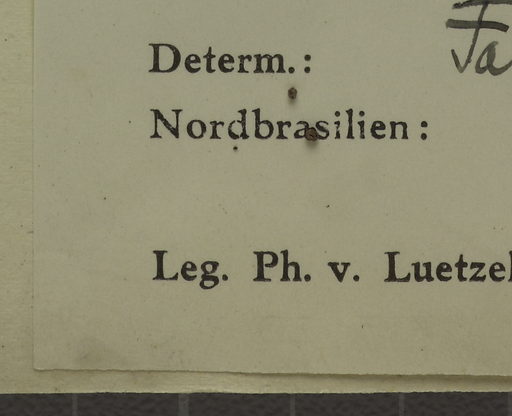 Determ.:
Nordbrasilien:
Leg. Ph. v. Luetzel